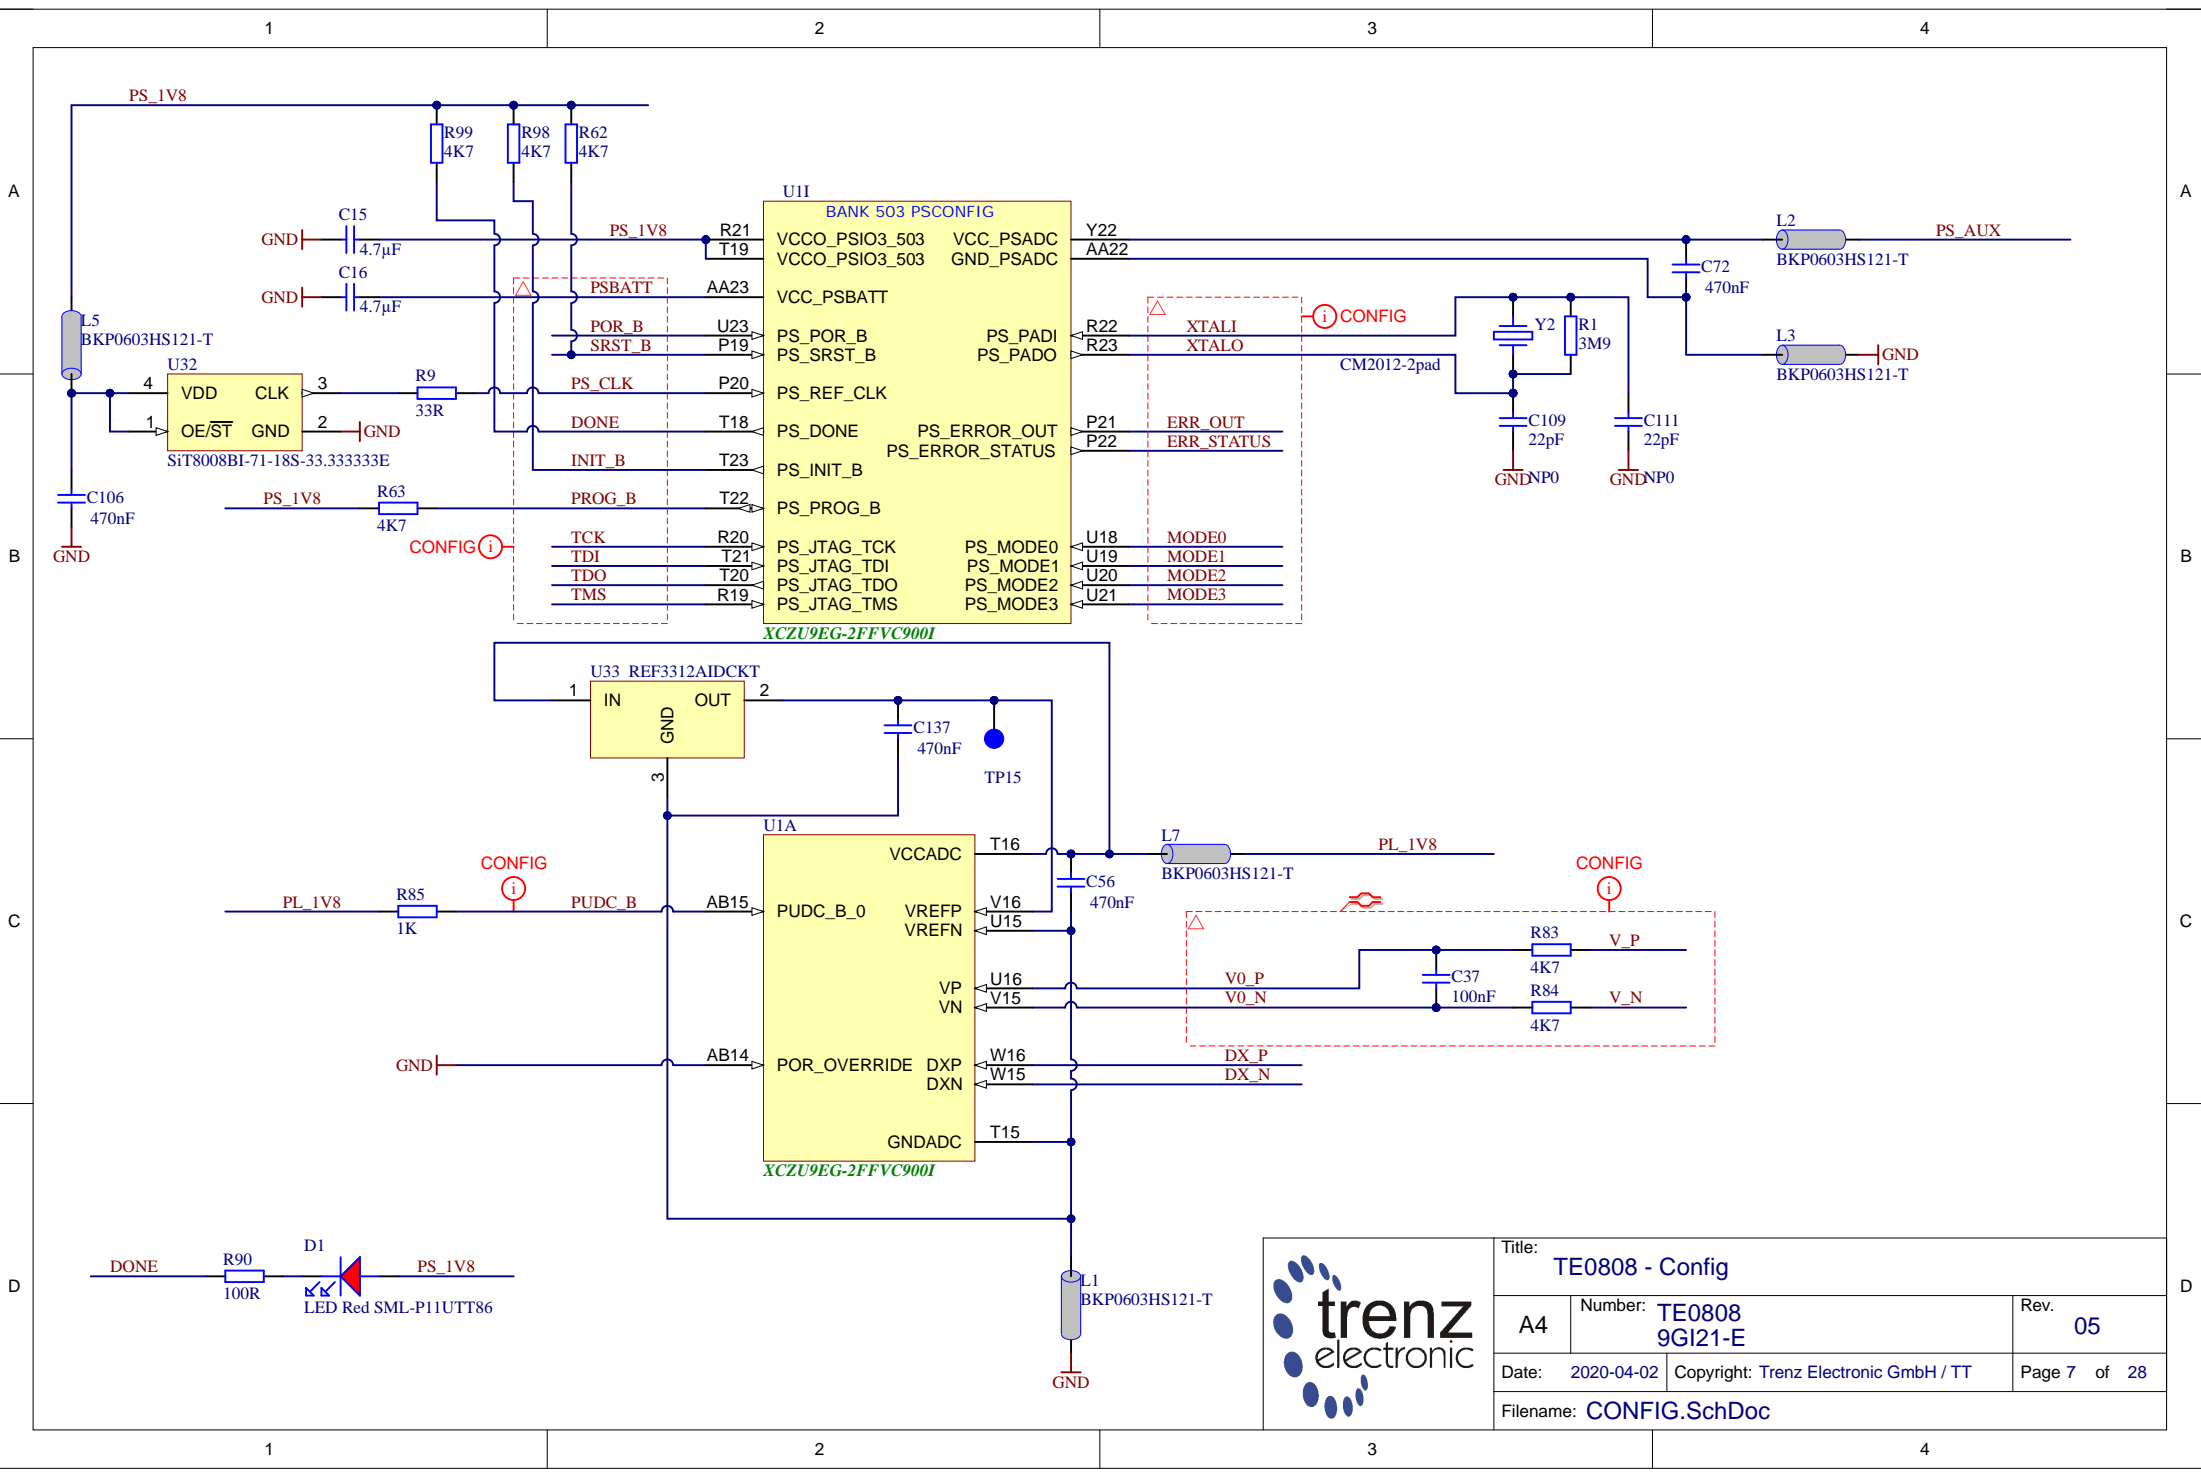 1 2 3 4
A
B
C
D
A
B
C
D
PS_1V8
R99
4K7
R98
4K7
R62
4K7
C15
GND
4.7µF
PS_1V8
C16
GND
4.7µF
PSBATT
POR_B
SRST_B
L5
BKP0603HS121-T
U32
4 VDD CLK 3
1 OE/ST GND 2 GND
SiT8008BI-71-18S-33.333333E
R9
33R
PS_CLK
DONE
INIT_B
C106
470nF
GND
PS_1V8
R63
4K7
PROG_B
CONFIG i
TCK
TDI
TDO
TMS
U1I
BANK 503 PSCONFIG
R21 VCCO_PSIO3_503 VCC_PSADC Y22
T19 VCCO_PSIO3_503 GND_PSADC AA22
AA23 VCC_PSBATT
U23 PS_POR_B PS_PADI R22
P19 PS_SRST_B PS_PADO R23
P20 PS_REF_CLK
T18 PS_DONE PS_ERROR_OUT P21
PS_ERROR_STATUS P22
T23 PS_INIT_B
T22 PS_PROG_B
R20 PS_JTAG_TCK PS_MODE0 U18
T21 PS_JTAG_TDI PS_MODE1 U19
T20 PS_JTAG_TDO PS_MODE2 U20
R19 PS_JTAG_TMS PS_MODE3 U21
XCZU9EG-2FFVC900I
L2
BKP0603HS121-T
PS_AUX
C72
470nF
L3
GND
BKP0603HS121-T
i CONFIG
XTALI
XTALO
CM2012-2pad
Y2
R1
3M9
C109
22pF
GND NP0
C111
22pF
GND NP0
ERR_OUT
ERR_STATUS
MODE0
MODE1
MODE2
MODE3
U33 REF3312AIDCKT
1 IN OUT 2
GND
3
C137
470nF
TP15
U1A
VCCADC T16
AB15 PUDC_B_0 VREFP V16
VREFN U15
VP U16
VN V15
AB14 POR_OVERRIDE DXP W16
DXN W15
GNDADC T15
XCZU9EG-2FFVC900I
CONFIG
i
PL_1V8
R85
1K
PUDC_B
GND
L7
BKP0603HS121-T
PL_1V8
C56
470nF
CONFIG
i
V0_P
V0_N
C37
100nF
R83
4K7
V_P
R84
4K7
V_N
DX_P
DX_N
DONE
R90
100R
D1
PS_1V8
LED Red SML-P11UTT86
L1
BKP0603HS121-T
GND
trenz
electronic
Title:
TE0808 - Config
A4
Number: TE0808
9GI21-E
Rev.
05
Date: 2020-04-02 Copyright: Trenz Electronic GmbH / TT Page 7 of 28
Filename: CONFIG.SchDoc
1 2 3 4